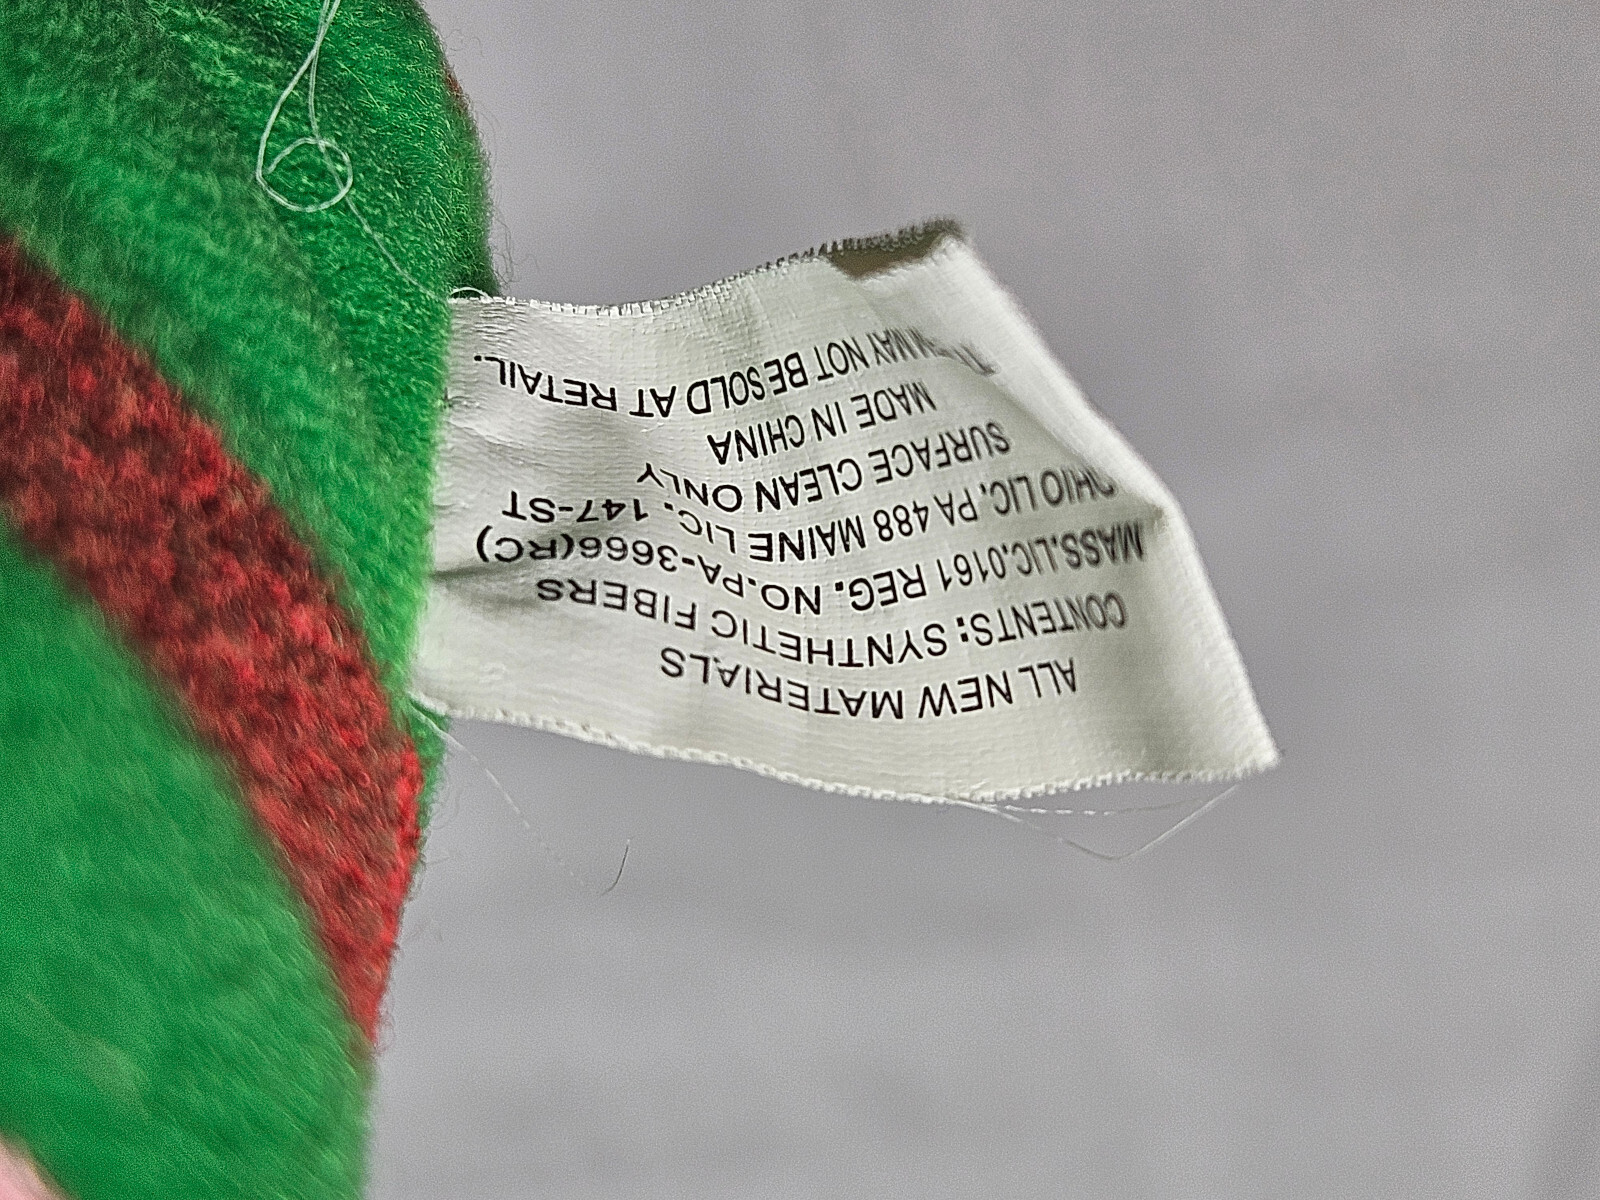 ALL NEW MATERIALS
CONTENTS: SYNTHETIC FIBERS
MASS.LIC.0161 REG. NO.PA-3666(RC)
OHIO LIC. PA 488 MAINE LIC. 147-ST
SURFACE CLEAN ONLY
MADE IN CHINA
MAY NOT BE SOLD AT RETAIL.